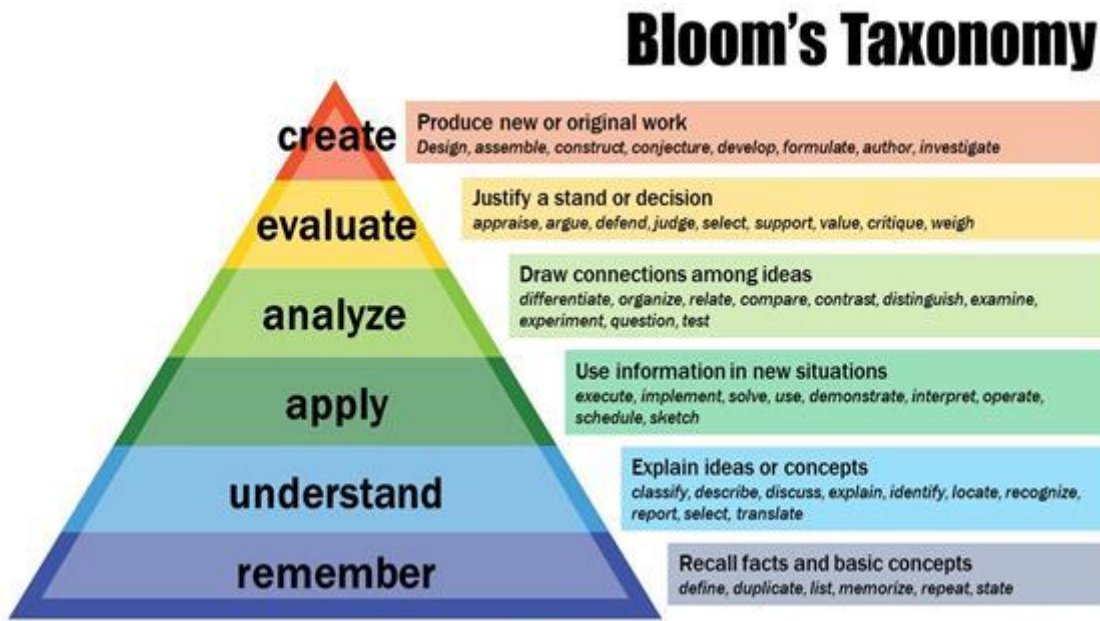 Bloom's Taxonomy
create
Produce new or original work
Design, assemble, construct, conjecture, develop, formulate, author, investigate
evaluate
Justify a stand or decision
appraise, argue, defend, judge, select, support, value, critique, weigh
analyze
Draw connections among ideas
differentiate, organize, relate, compare, contrast, distinguish, examine,
experiment, question, test
apply
Use information in new situations
execute, implement, solve, use, demonstrate, interpret, operate,
schedule, sketch
understand
Explain ideas or concepts
classify, describe, discuss, explain, identify, locate, recognize,
report, select, translate
remember
Recall facts and basic concepts
define, duplicate, list, memorize, repeat, state